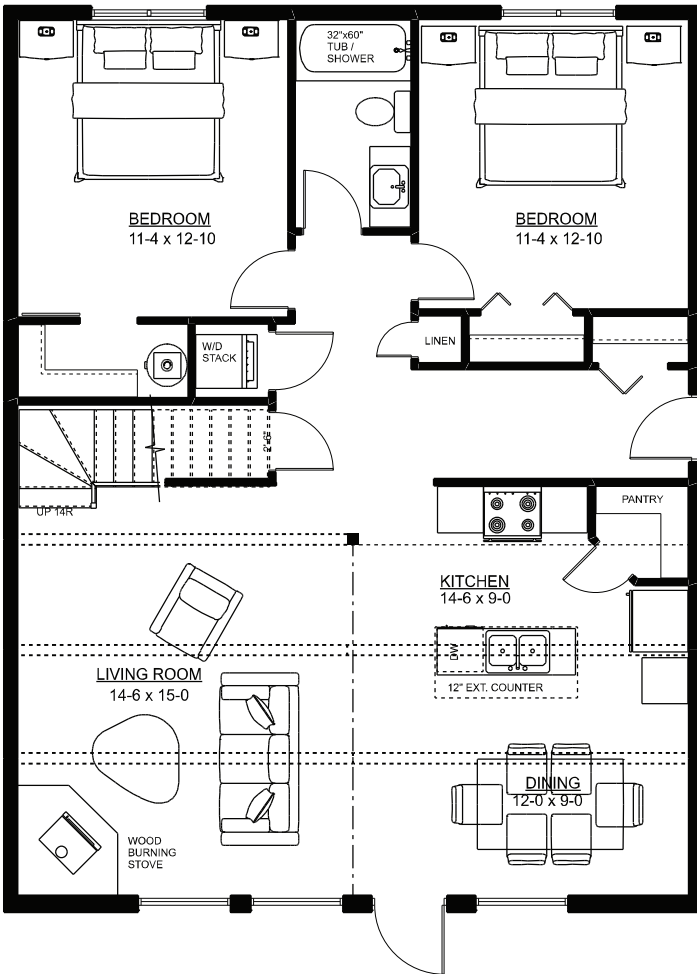 32"x60"
TUB /
SHOWER
BEDROOM
11-4 x 12-10
BEDROOM
11-4 x 12-10
W/D
STACK
LINEN
2'-6"
UP 14R
PANTRY
KITCHEN
14-6 x 9-0
DW
12" EXT. COUNTER
LIVING ROOM
14-6 x 15-0
DINING
12-0 x 9-0
WOOD
BURNING
STOVE